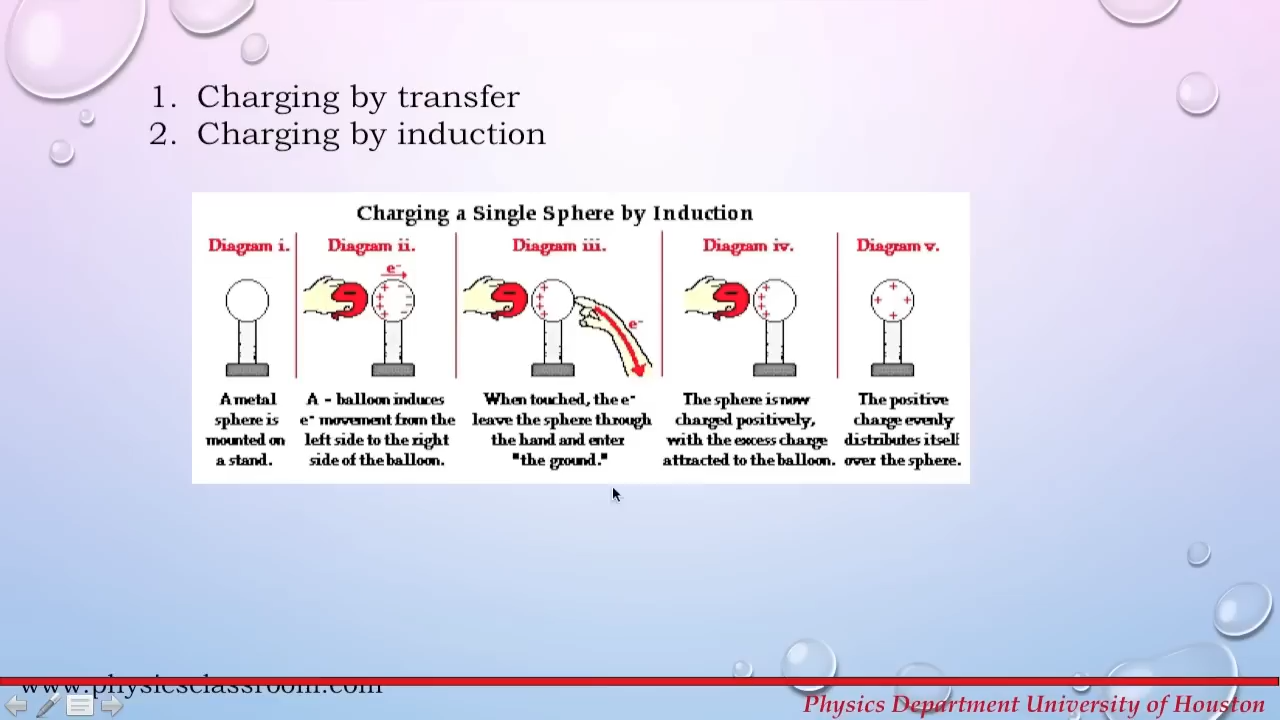 1. Charging by transfer
2. Charging by induction
Charging a Single Sphere by Induction
Diagram i.
Diagram ii.
Diagram iii.
Diagram iv.
Diagram v.
e-
e-
A metal
sphere is
mounted on
a stand.
A - balloon induces
e- movement from the
left side to the right
side of the balloon.
When touched, the e-
leave the sphere through
the hand and enter
"the ground."
The sphere is now
charged positively,
with the excess charge
attracted to the balloon.
The positive
charge evenly
distributes itself
over the sphere.
www.physicsclassroom.com
Physics Department University of Houston